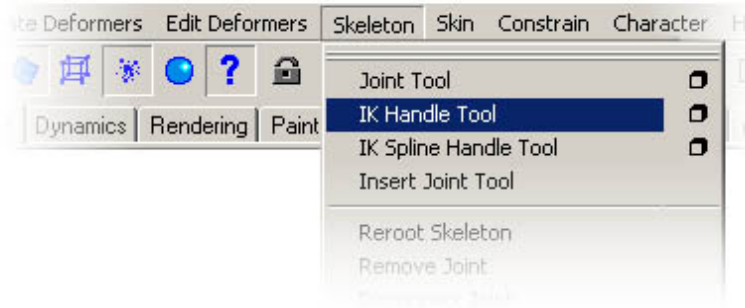 te Deformers Edit Deformers Skeleton Skin Constrain Character
?
Dynamics Rendering Paint
Joint Tool
IK Handle Tool
IK Spline Handle Tool
Insert Joint Tool
Reroot Skeleton
Remove Joint